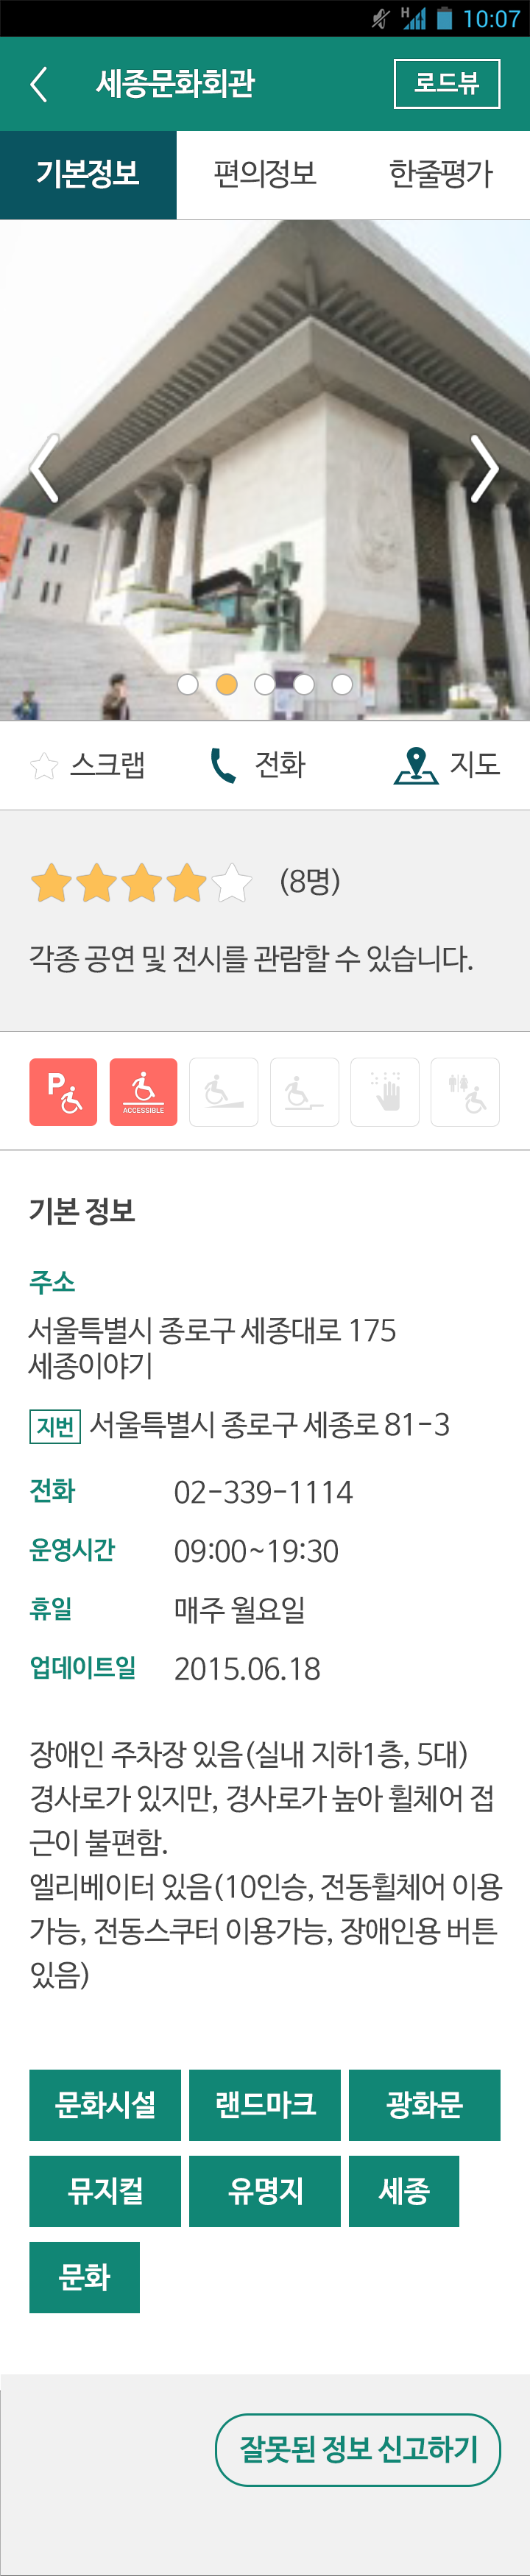 H 10:07
세종문화회관 로드뷰
기본정보 편의정보 한줄평가
스크랩 전화 지도
(8명)
각종 공연 및 전시를 관람할 수 있습니다.
P ACCESSIBLE
기본 정보
주소
서울특별시 종로구 세종대로 175
세종이야기
지번 서울특별시 종로구 세종로 81-3
전화 02-339-1114
운영시간 09:00~19:30
휴일 매주 월요일
업데이트일 2015.06.18
장애인 주차장 있음(실내 지하1층, 5대)
경사로가 있지만, 경사로가 높아 휠체어 접
근이 불편함.
엘리베이터 있음(10인승, 전동휠체어 이용
가능, 전동스쿠터 이용가능, 장애인용 버튼
있음)
문화시설 랜드마크 광화문
뮤지컬 유명지 세종
문화
잘못된 정보 신고하기